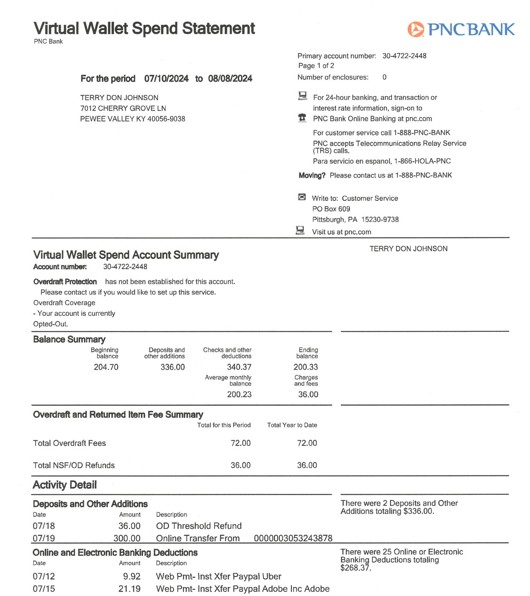 Virtual Wallet Spend Statement
PNC Bank
PNCBANK
Primary account number: 30-4722-2448
Page 1 of 2
Number of enclosures: 0
For the period 07/10/2024 to 08/08/2024
TERRY DON JOHNSON
7012 CHERRY GROVE LN
PEWEE VALLEY KY 40056-9038
For 24-hour banking, and transaction or
interest rate information, sign-on to
PNC Bank Online Banking at pnc.com
For customer service call 1-888-PNC-BANK
PNC accepts Telecommunications Relay Service
(TRS) calls.
Para servicio en espanol, 1-866-HOLA-PNC
Moving? Please contact us at 1-888-PNC-BANK
Write to: Customer Service
PO Box 609
Pittsburgh, PA 15230-9738
Visit us at pnc.com
Virtual Wallet Spend Account Summary
Account number: 30-4722-2448
TERRY DON JOHNSON
Overdraft Protection has not been established for this account.
Please contact us if you would like to set up this service.
Overdraft Coverage
- Your account is currently
Opted-Out.
Balance Summary
Beginning balance Deposits and other additions Checks and other deductions Ending balance
204.70 336.00 340.37 200.33
Average monthly balance Charges and fees
200.23 36.00
Overdraft and Returned Item Fee Summary
Total for this Period Total Year to Date
Total Overdraft Fees 72.00 72.00
Total NSF/OD Refunds 36.00 36.00
Activity Detail
Deposits and Other Additions
Date Amount Description
07/18 36.00 OD Threshold Refund
07/19 300.00 Online Transfer From 0000003053243878
There were 2 Deposits and Other
Additions totaling $336.00.
Online and Electronic Banking Deductions
Date Amount Description
07/12 9.92 Web Pmt- Inst Xfer Paypal Uber
07/15 21.19 Web Pmt- Inst Xfer Paypal Adobe Inc Adobe
There were 25 Online or Electronic
Banking Deductions totaling
$268.37.